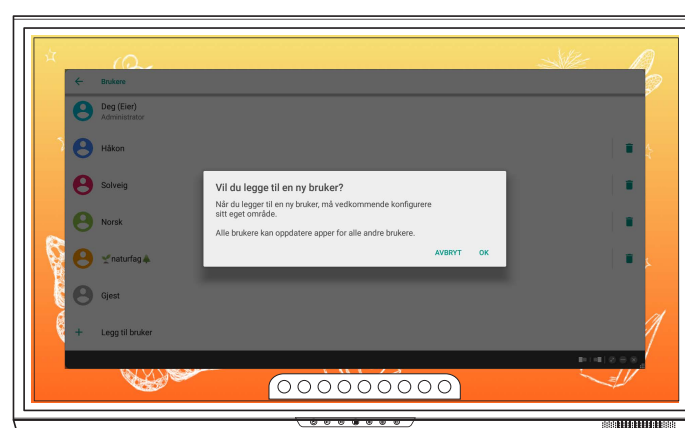 Brukere
Deg (Eier)
Administrator
Håkon
Solveig
Norsk
🌱naturfag🌲
Gjest
+ Legg til bruker
Vil du legge til en ny bruker?
Når du legger til en ny bruker, må vedkommende konfigurere
sitt eget område.
Alle brukere kan oppdatere apper for alle andre brukere.
AVBRYT OK